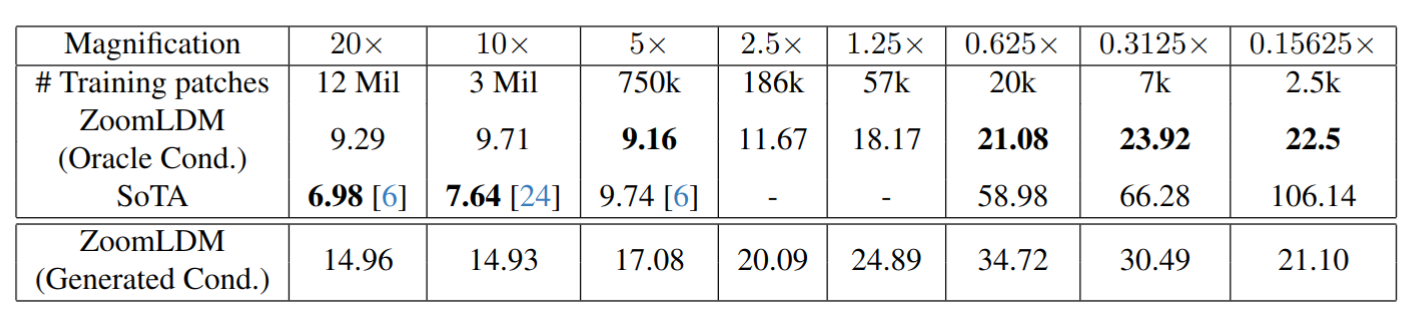 Magnification 20× 10× 5× 2.5× 1.25× 0.625× 0.3125× 0.15625×
# Training patches 12 Mil 3 Mil 750k 186k 57k 20k 7k 2.5k
ZoomLDM
(Oracle Cond.) 9.29 9.71 9.16 11.67 18.17 21.08 23.92 22.5
SoTA 6.98 [6] 7.64 [24] 9.74 [6] - - 58.98 66.28 106.14
ZoomLDM
(Generated Cond.) 14.96 14.93 17.08 20.09 24.89 34.72 30.49 21.10